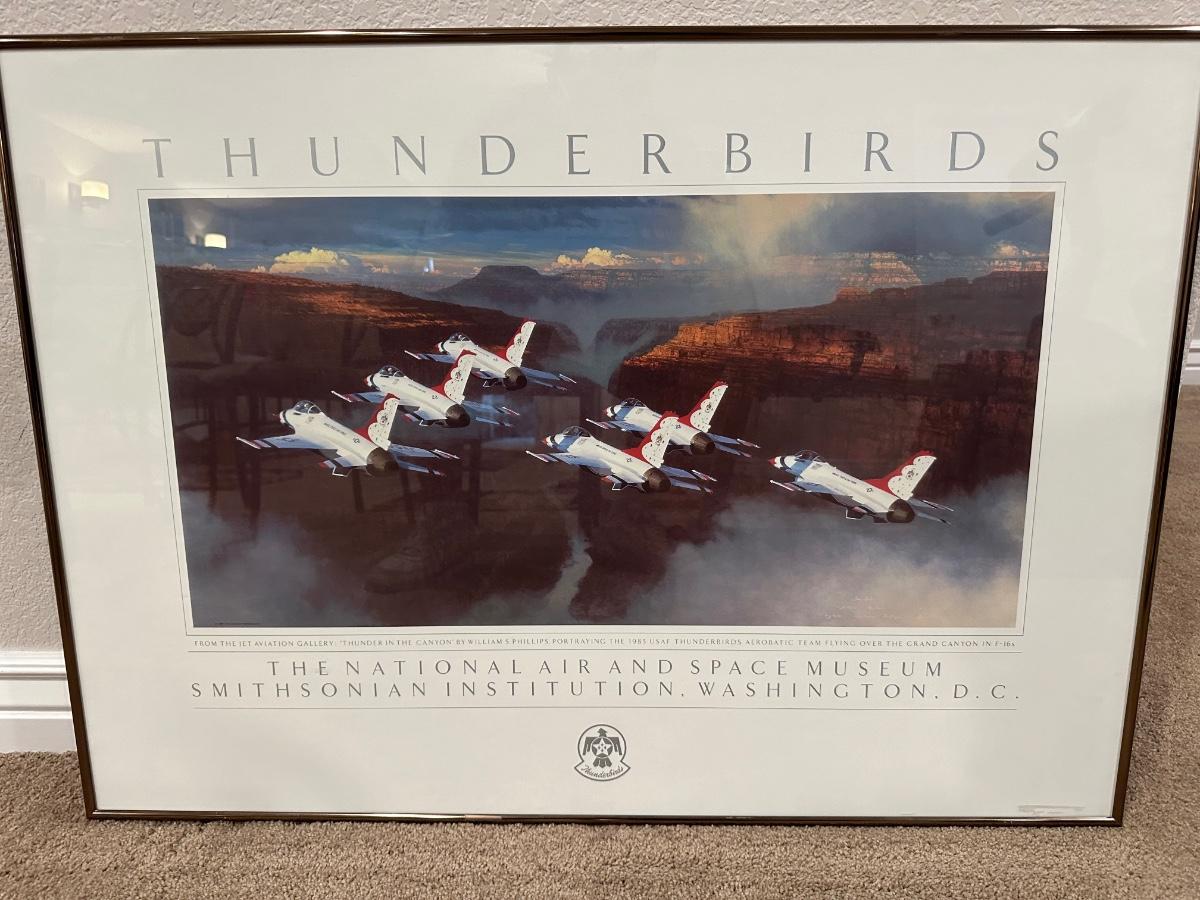 THUNDERBIRDS
FROM THE JET AVIATION GALLERY: 'THUNDER IN THE CANYON' BY WILLIAM S. PHILLIPS, PORTRAYING THE 1985 USAF THUNDERBIRDS AEROBATIC TEAM FLYING OVER THE GRAND CANYON IN F-16s
THE NATIONAL AIR AND SPACE MUSEUM
SMITHSONIAN INSTITUTION, WASHINGTON, D.C.
Thunderbirds